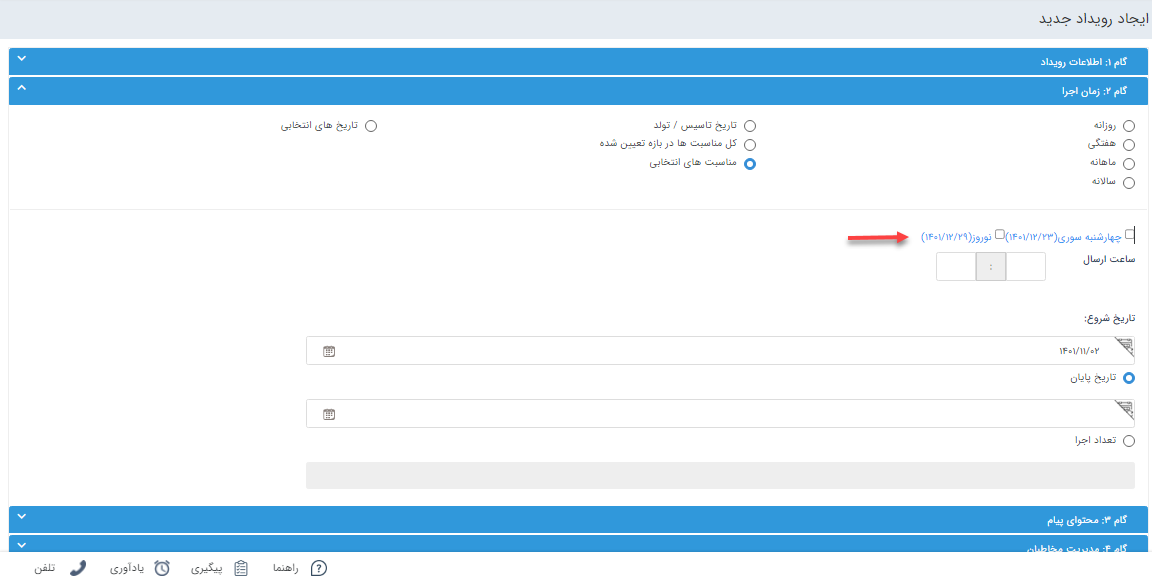 ایجاد رویداد جدید
گام ۱: اطلاعات رویداد
گام ۲: زمان اجرا
روزانه
هفتگی
ماهانه
سالانه
تاریخ تاسیس / تولد
کل مناسبت ها در بازه تعیین شده
مناسبت های انتخابی
تاریخ های انتخابی
چهارشنبه سوری(۱۴۰۱/۱۲/۲۳) نوروز(۱۴۰۱/۱۲/۲۹)
ساعت ارسال
:
تاریخ شروع:
۱۴۰۱/۱۱/۰۲
تاریخ پایان
تعداد اجرا
گام ۳: محتوای پیام
گام ۴: مدیریت مخاطبان
راهنما پیگیری یادآوری تلفن